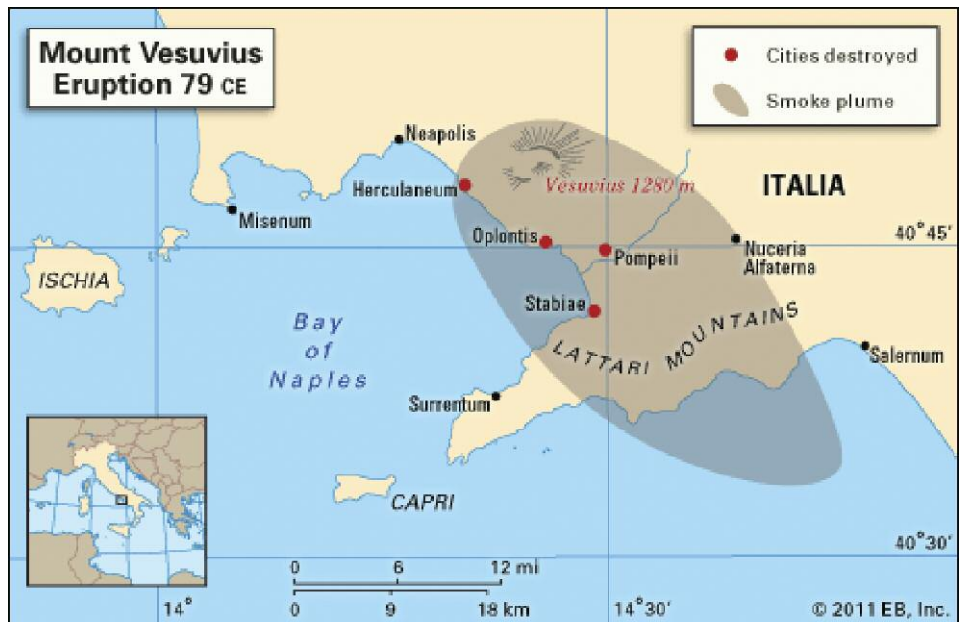 Mount Vesuvius
Eruption 79 CE
Cities destroyed
Smoke plume
Neapolis
Herculaneum
Vesuvius 1280 m
ITALIA
Misenum
Oplontis
Pompeii
Nuceria
Alfaterna
40°45'
ISCHIA
Stabiae
Bay
of
Naples
LATTARI MOUNTAINS
Salernum
Surrentum
CAPRI
40°30'
0 6 12 mi
0 9 18 km
14°
14°30'
© 2011 EB, Inc.